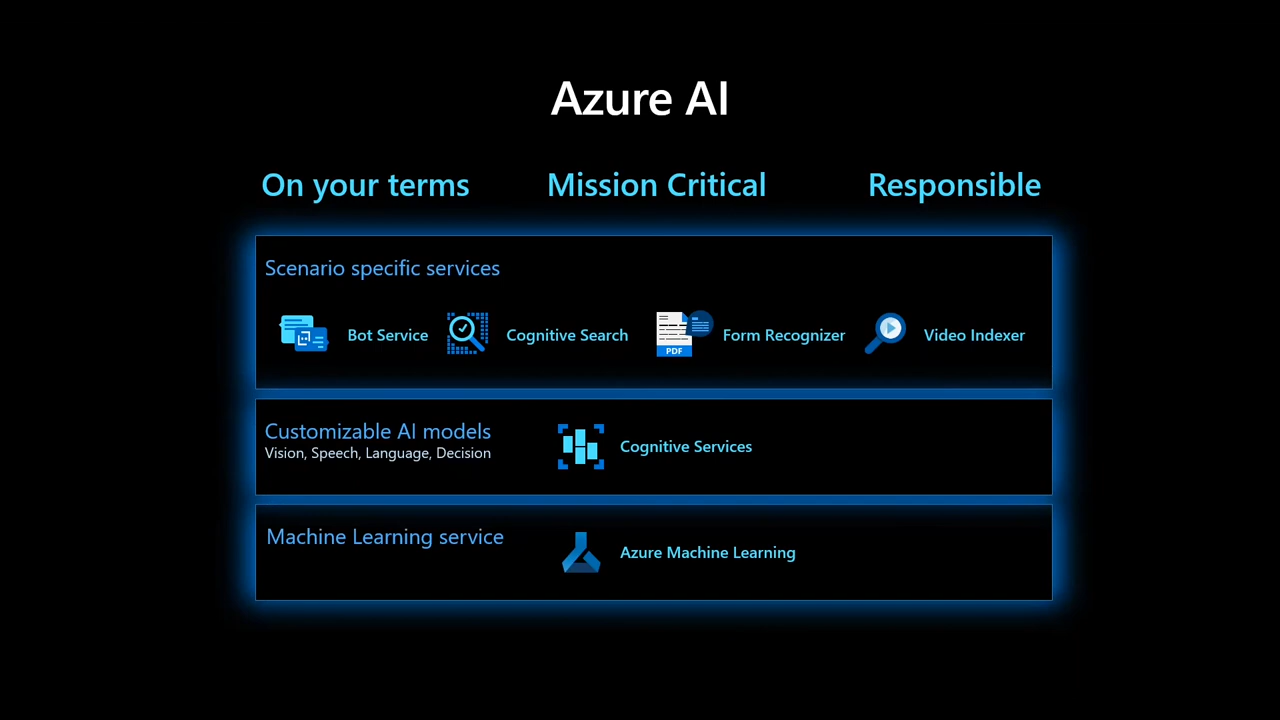 Azure AI
On your terms
Mission Critical
Responsible
Scenario specific services
Bot Service
Cognitive Search
PDF
Form Recognizer
Video Indexer
Customizable AI models
Vision, Speech, Language, Decision
Cognitive Services
Machine Learning service
Azure Machine Learning